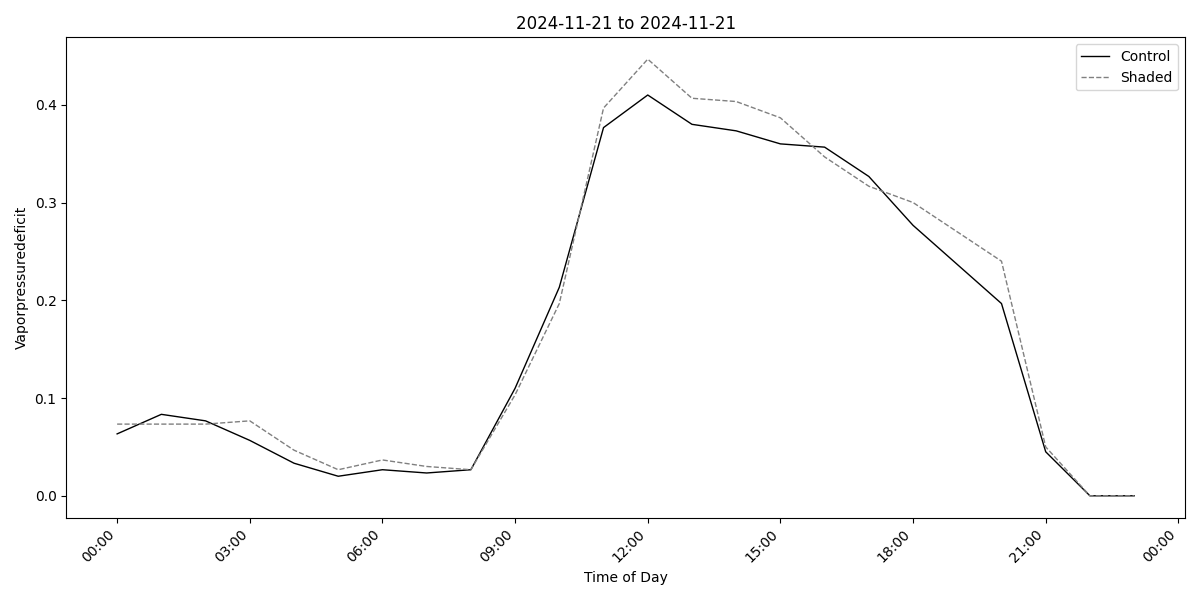 2024-11-21 to 2024-11-21
Control
Shaded
Vaporpressuredeficit
0.4
0.3
0.2
0.1
0.0
00:00
03:00
06:00
09:00
12:00
15:00
18:00
21:00
00:00
Time of Day